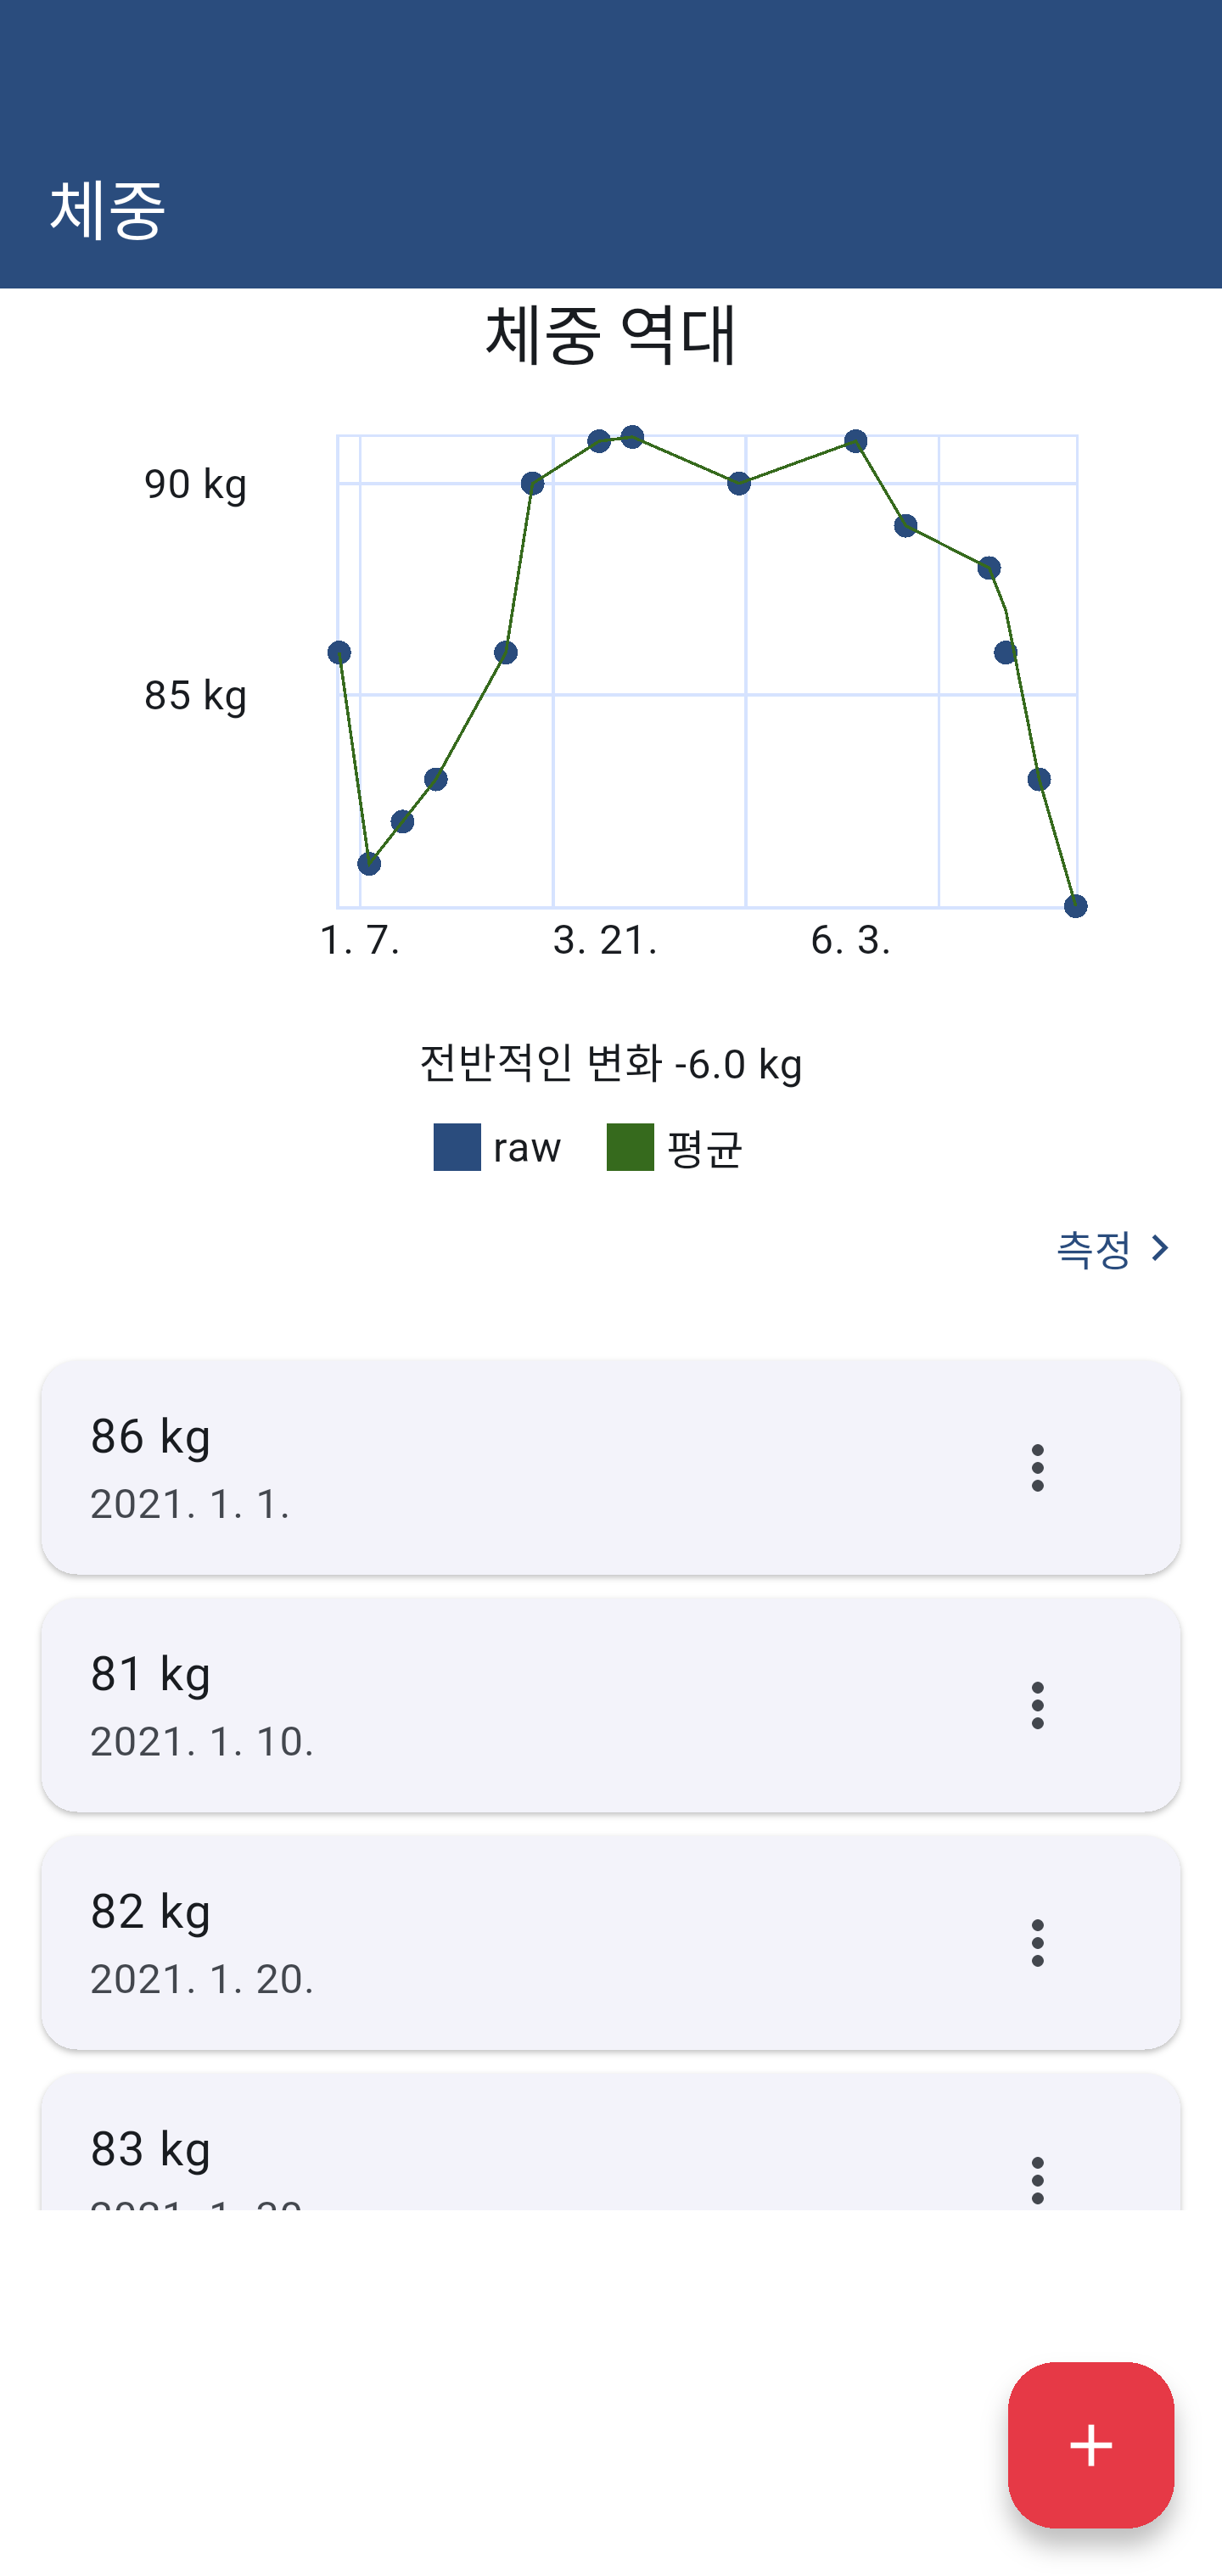 체중
체중 역대
90 kg
85 kg
1. 7.
3. 21.
6. 3.
전반적인 변화 -6.0 kg
raw
평균
측정
86 kg
2021. 1. 1.
81 kg
2021. 1. 10.
82 kg
2021. 1. 20.
83 kg